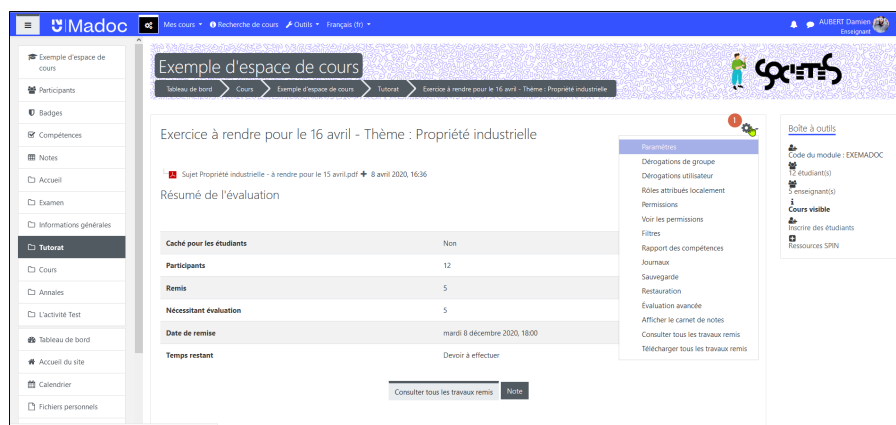 Madoc
Mes cours
Recherche de cours
Outils
Français (fr)
AUBERT Damien
Enseignant
Exemple d'espace de
cours
Participants
Badges
Compétences
Notes
Accueil
Examen
Informations générales
Tutorat
Cours
Annales
L'activité Test
Tableau de bord
Accueil du site
Calendrier
Fichiers personnels
Exemple d'espace de cours
Tableau de bord
Cours
Exemple d'espace de cours
Tutorat
Exercice à rendre pour le 16 avril - Thème : Propriété industrielle
SOCIETES
Exercice à rendre pour le 16 avril - Thème : Propriété industrielle
1
Sujet Propriété industrielle - à rendre pour le 15 avril.pdf 8 avril 2020, 16:36
Résumé de l'évaluation
Caché pour les étudiants Non
Participants 12
Remis 5
Nécessitant évaluation 5
Date de remise mardi 8 décembre 2020, 18:00
Temps restant Devoir à effectuer
Consulter tous les travaux remis
Note
Paramètres
Dérogations de groupe
Dérogations utilisateur
Rôles attribués localement
Permissions
Voir les permissions
Filtres
Rapport des compétences
Journaux
Sauvegarde
Restauration
Évaluation avancée
Afficher le carnet de notes
Consulter tous les travaux remis
Télécharger tous les travaux remis
Boîte à outils
Code du module : EXEMADOC
12 étudiant(s)
5 enseignant(s)
Cours visible
Inscrire des étudiants
Ressources SPIN